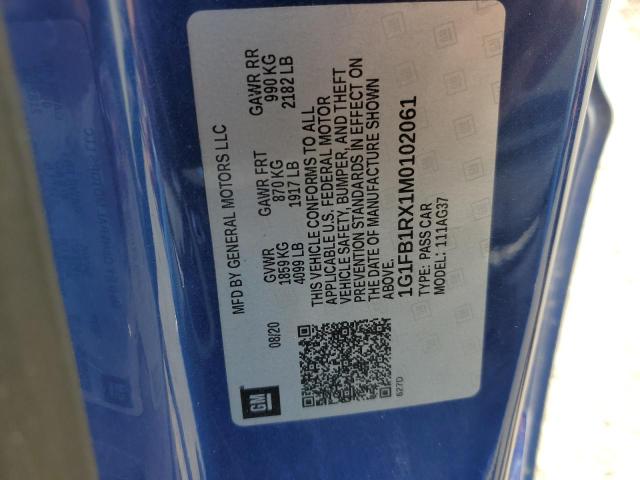 MFD BY GENERAL MOTORS LLC
08/20
GVWR
1859 KG
4099 LB
GAWR FRT
870 KG
1917 LB
GAWR RR
990 KG
2182 LB
THIS VEHICLE CONFORMS TO ALL
APPLICABLE U.S. FEDERAL MOTOR
VEHICLE SAFETY, BUMPER, AND THEFT
PREVENTION STANDARDS IN EFFECT ON
THE DATE OF MANUFACTURE SHOWN
ABOVE.
1G1FB1RX1M0102061
TYPE: PASS CAR
MODEL: 111AG37
GM
627D